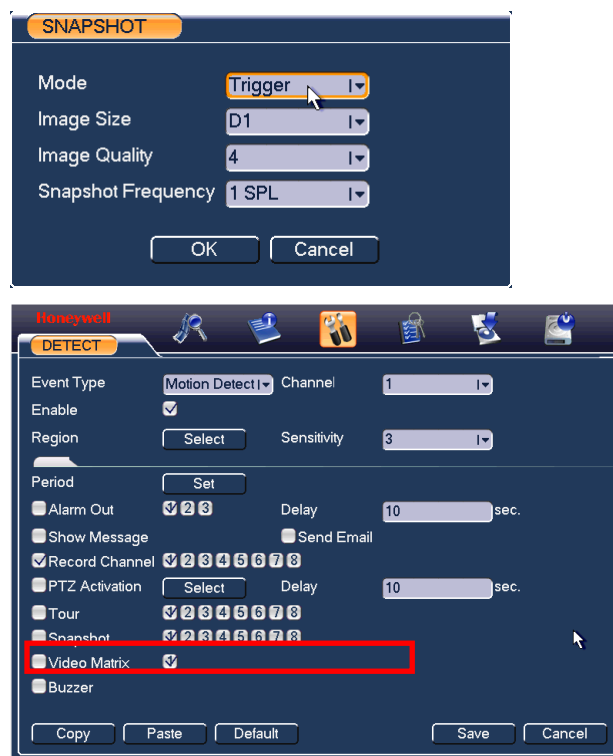 SNAPSHOT
Mode Trigger
Image Size D1
Image Quality 4
Snapshot Frequency 1 SPL
OK Cancel
Honeywell
DETECT
Event Type Motion Detect Channel 1
Enable
Region Select Sensitivity 3
Period Set
Alarm Out 1 2 3 Delay 10 sec.
Show Message Send Email
Record Channel 1 2 3 4 5 6 7 8
PTZ Activation Select Delay 10 sec.
Tour 1 2 3 4 5 6 7 8
Snapshot 1 2 3 4 5 6 7 8
Video Matrix 1
Buzzer
Copy Paste Default Save Cancel